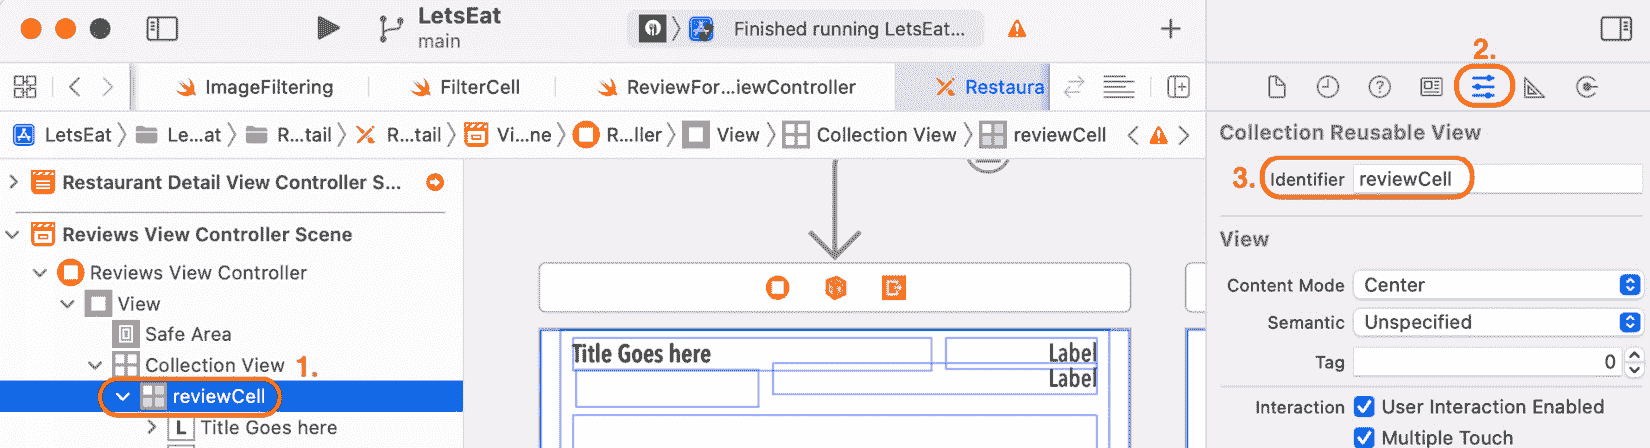 LetsEat
main
Finished running LetsEat...
2.
ImageFiltering
FilterCell
ReviewFor...iewController
Restaura
LetsEat
Le...at
R...tail
R...tail
Vi...ne
R...ller
View
Collection View
reviewCell
Collection Reusable View
3. Identifier reviewCell
Restaurant Detail View Controller S...
Reviews View Controller Scene
Reviews View Controller
View
Safe Area
Collection View 1.
reviewCell
L Title Goes here
Title Goes here
Label
Label
View
Content Mode Center
Semantic Unspecified
Tag 0
Interaction User Interaction Enabled
Multiple Touch